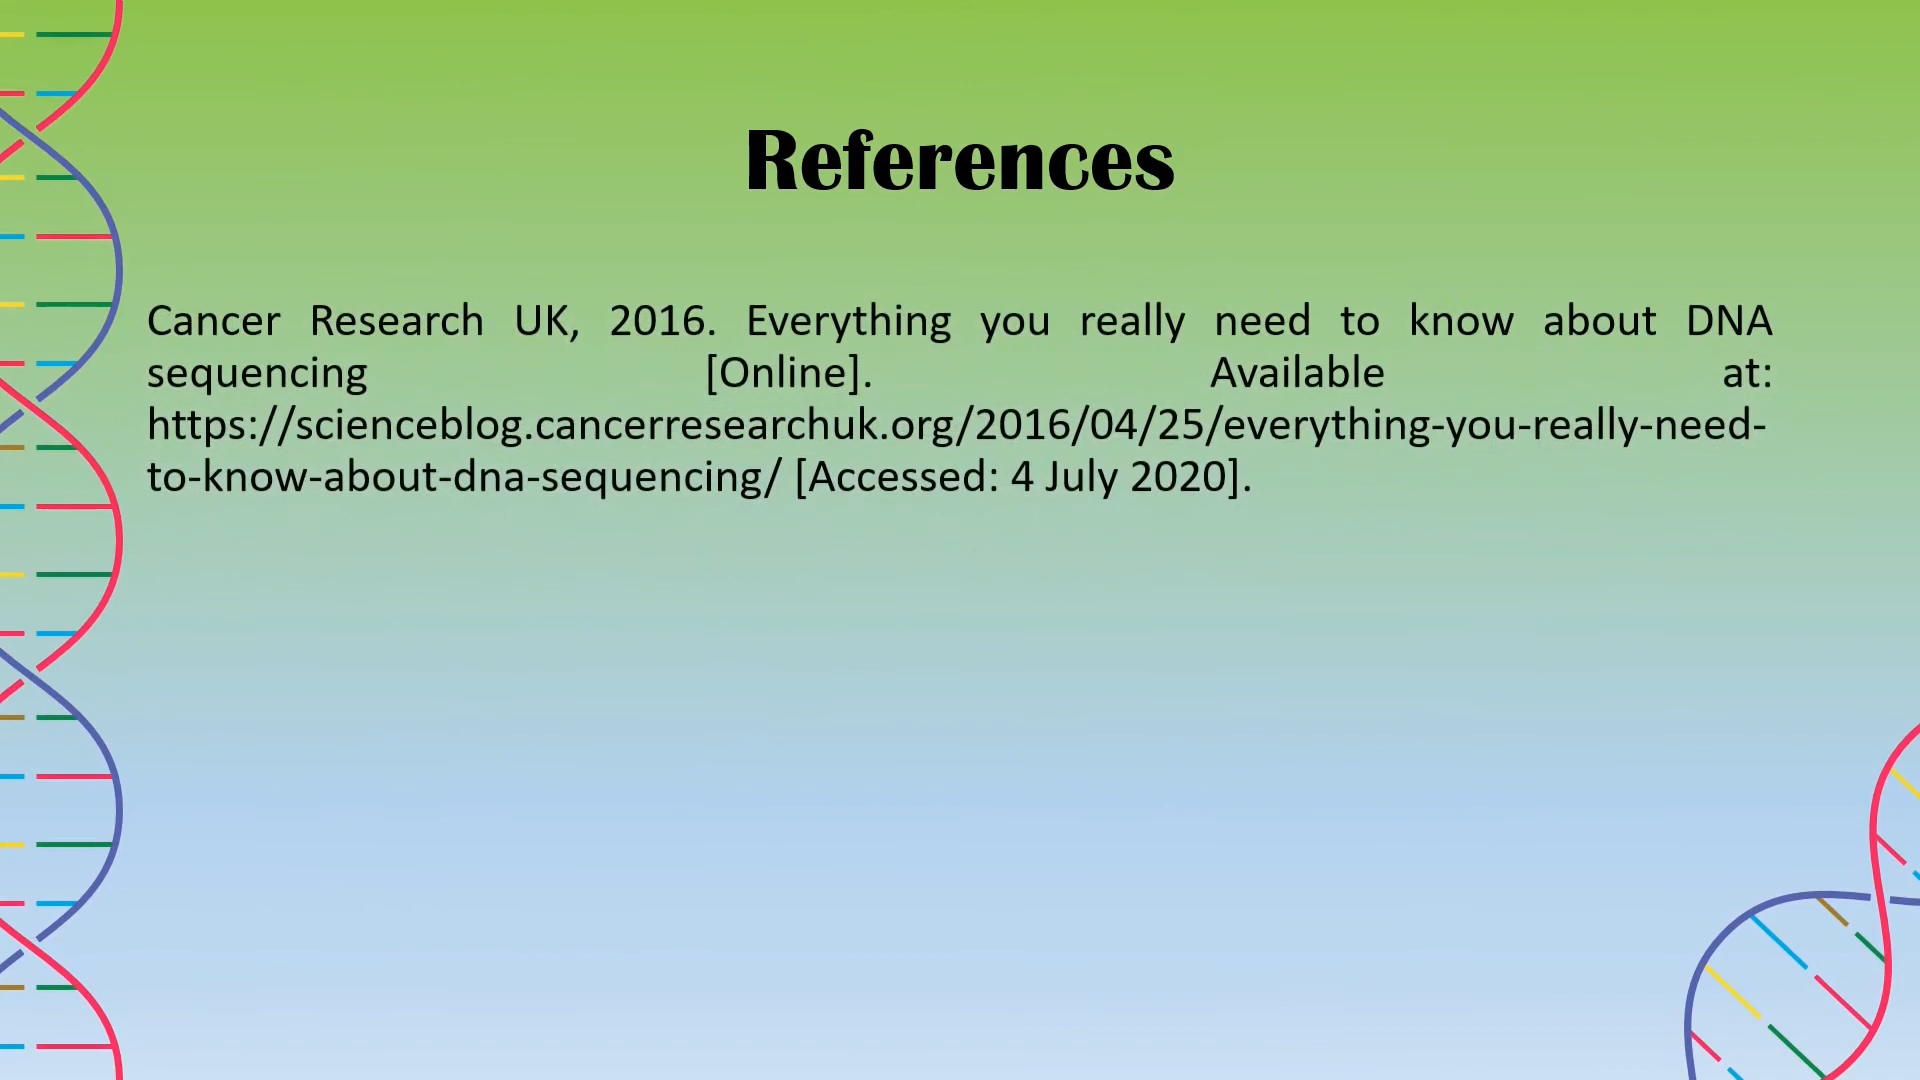 References
Cancer Research UK, 2016. Everything you really need to know about DNA
sequencing [Online]. Available at:
https://scienceblog.cancerresearchuk.org/2016/04/25/everything-you-really-need-
to-know-about-dna-sequencing/ [Accessed: 4 July 2020].